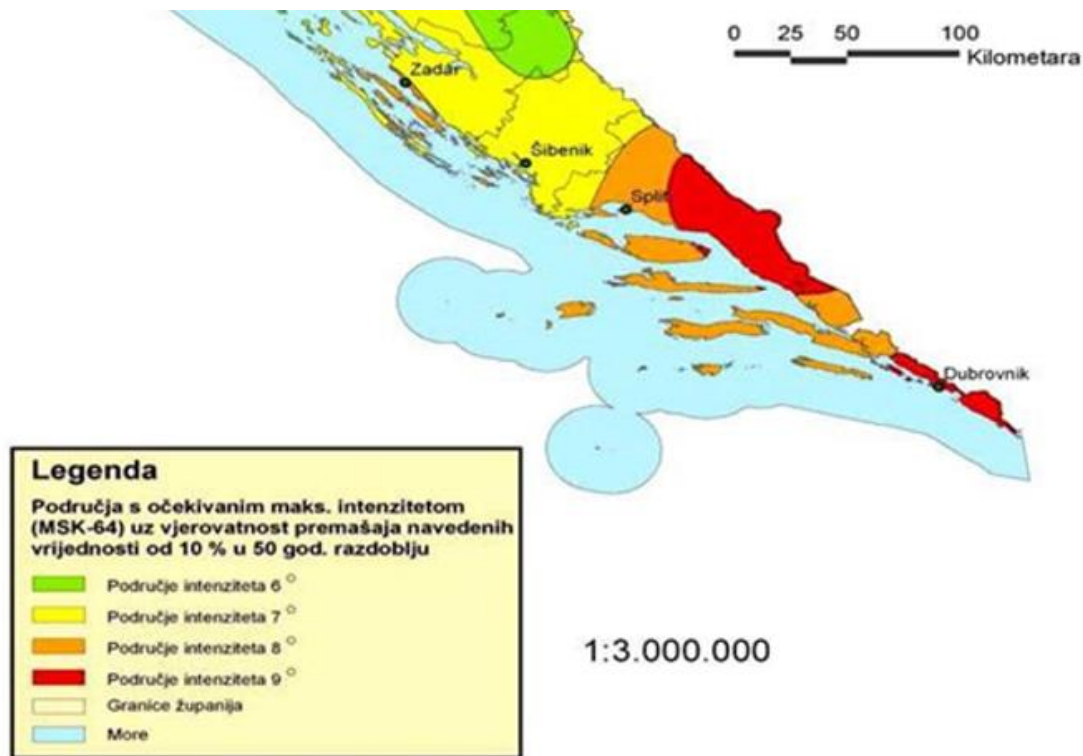 0 25 50 100
Kilometara
Zadar
Šibenik
Split
Dubrovnik
Legenda
Područja s očekivanim maks. intenzitetom
(MSK-64) uz vjerovatnost premašaja navedenih
vrijednosti od 10 % u 50 god. razdoblju
Područje intenziteta 6 °
Područje intenziteta 7 °
Područje intenziteta 8 °
Područje intenziteta 9 °
Granice županija
More
1:3.000.000